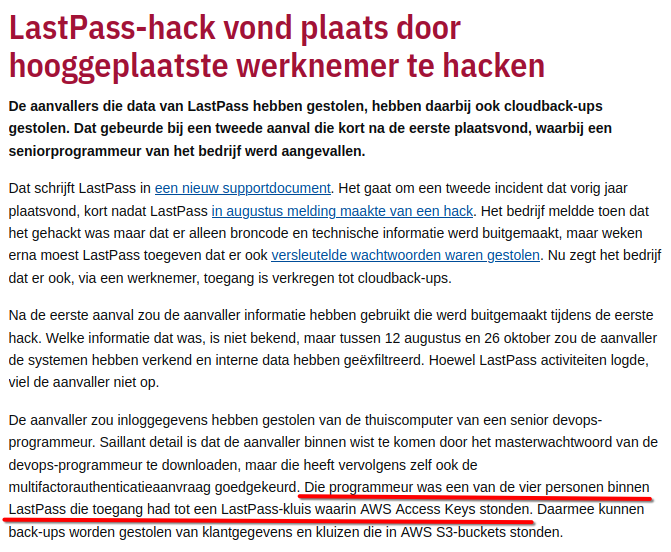 LastPass-hack vond plaats door
hooggeplaatste werknemer te hacken
De aanvallers die data van LastPass hebben gestolen, hebben daarbij ook cloudback-ups
gestolen. Dat gebeurde bij een tweede aanval die kort na de eerste plaatsvond, waarbij een
seniorprogrammeur van het bedrijf werd aangevallen.
Dat schrijft LastPass in een nieuw supportdocument. Het gaat om een tweede incident dat vorig jaar
plaatsvond, kort nadat LastPass in augustus melding maakte van een hack. Het bedrijf meldde toen dat
het gehackt was maar dat er alleen broncode en technische informatie werd buitgemaakt, maar weken
erna moest LastPass toegeven dat er ook versleutelde wachtwoorden waren gestolen. Nu zegt het bedrijf
dat er ook, via een werknemer, toegang is verkregen tot cloudback-ups.
Na de eerste aanval zou de aanvaller informatie hebben gebruikt die werd buitgemaakt tijdens de eerste
hack. Welke informatie dat was, is niet bekend, maar tussen 12 augustus en 26 oktober zou de aanvaller
de systemen hebben verkend en interne data hebben geëxfiltreerd. Hoewel LastPass activiteiten logde,
viel de aanvaller niet op.
De aanvaller zou inloggegevens hebben gestolen van de thuiscomputer van een senior devops-
programmeur. Saillant detail is dat de aanvaller binnen wist te komen door het masterwachtwoord van de
devops-programmeur te downloaden, maar die heeft vervolgens zelf ook de
multifactorauthenticatieaanvraag goedgekeurd. Die programmeur was een van de vier personen binnen
LastPass die toegang had tot een LastPass-kluis waarin AWS Access Keys stonden. Daarmee kunnen
back-ups worden gestolen van klantgegevens en kluizen die in AWS S3-buckets stonden.